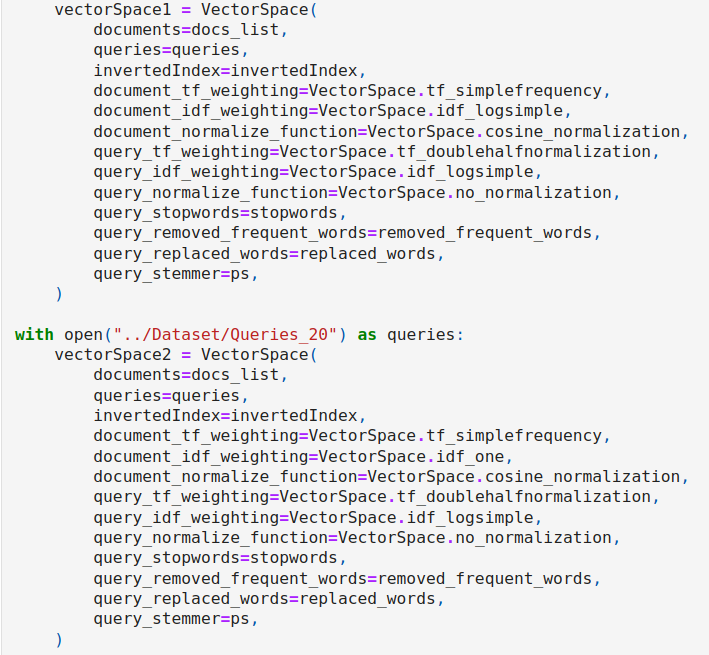 vectorSpace1 = VectorSpace(
        documents=docs_list,
        queries=queries,
        invertedIndex=invertedIndex,
        document_tf_weighting=VectorSpace.tf_simplefrequency,
        document_idf_weighting=VectorSpace.idf_logsimple,
        document_normalize_function=VectorSpace.cosine_normalization,
        query_tf_weighting=VectorSpace.tf_doublehalfnormalization,
        query_idf_weighting=VectorSpace.idf_logsimple,
        query_normalize_function=VectorSpace.no_normalization,
        query_stopwords=stopwords,
        query_removed_frequent_words=removed_frequent_words,
        query_replaced_words=replaced_words,
        query_stemmer=ps,
    )

with open("../Dataset/Queries_20") as queries:
    vectorSpace2 = VectorSpace(
        documents=docs_list,
        queries=queries,
        invertedIndex=invertedIndex,
        document_tf_weighting=VectorSpace.tf_simplefrequency,
        document_idf_weighting=VectorSpace.idf_one,
        document_normalize_function=VectorSpace.cosine_normalization,
        query_tf_weighting=VectorSpace.tf_doublehalfnormalization,
        query_idf_weighting=VectorSpace.idf_logsimple,
        query_normalize_function=VectorSpace.no_normalization,
        query_stopwords=stopwords,
        query_removed_frequent_words=removed_frequent_words,
        query_replaced_words=replaced_words,
        query_stemmer=ps,
    )